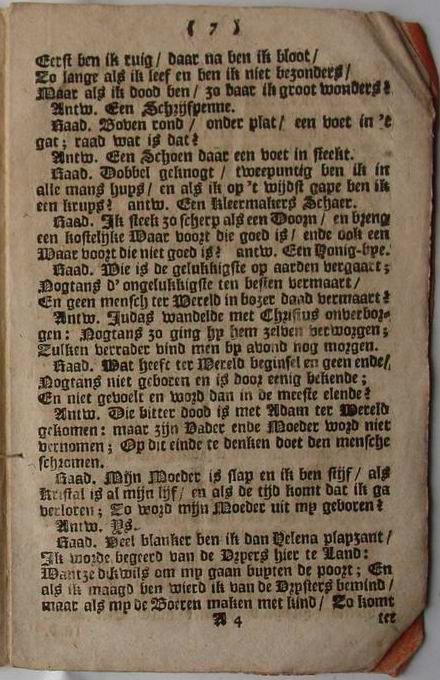 ( 7 )
Eerst ben ik ruig / daar na ben ik bloot /
Zo lange als ik leef en ben ik niet bezonders /
Maar als ik dood ben / zo daar ik groot wonders?
Antw. Een Schrijfpenne.
Raad. Boven rond / onder plat / een voet in 't
gat; raad wat is dat?
Antw. Een Schoen daar een voet in steekt.
Raad. Dobbel geknogt / tweepuntig ben ik in
alle mans huys / en als ik op 't wijdst gape ben ik
een kruys? antw. Een Kleermakers Schaer.
Raad. Ik steek zo scherp als een Doorn / en breng
een kostelijke Waar voort die goed is / ende ook een
Waar voort die niet goed is? antw. Een Honig-bye.
Raad. Wie is de gelukkigste op aarden vergaart;
Nogtans d' ongelukkigste ten besten vermaart /
En geen mensch ter Wereld in bozer daad vermaart?
Antw. Judas wandelde met Christus onverbor-
gen: Nogtans zo ging hy hem zelven verworgen;
Zulken verrader vind men by avond nog morgen.
Raad. Wat heeft ter Wereld beginsel en geen ende /
Nogtans niet geboren en is door eenig bekende;
En niet gevoelt en word dan in de meeste elende?
Antw. Die bitter dood is met Adam ter Wereld
gekomen: maar zijn Vader ende Moeder word niet
vernomen; Op dit einde te denken doet den mensche
schromen.
Raad. Mijn Moeder is slap en ik ben stijf / als
Kristal is al mijn lijf / en als de tijd komt dat ik ga
verloren; Zo word mijn Moeder uit my geboren?
Antw. Ys.
Raad. Veel blanker ben ik dan Helena playzant /
Ik worde begeerd van de Vryers hier te Land:
Want ze dikwils om my gaan buyten de poort; En
als ik maagd ben wierd ik van de Vrysters bemind /
maar als my de Boeren maken met kind / Zo komt
A 4 ter